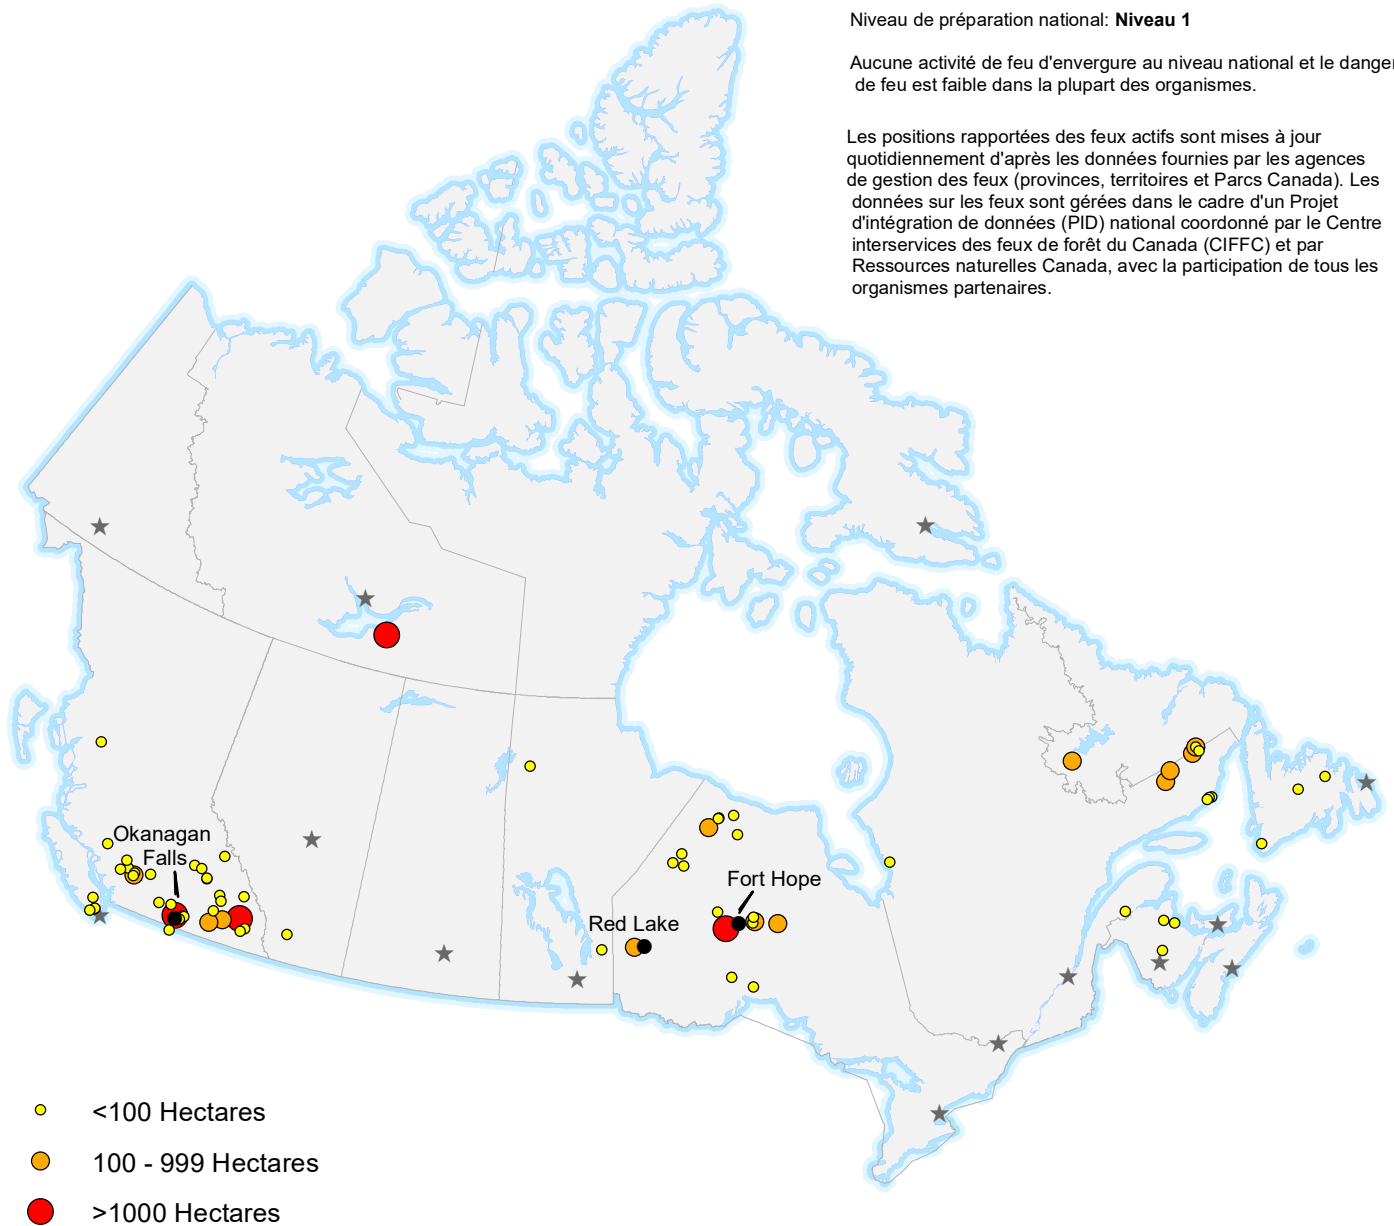 Niveau de préparation national: Niveau 1
Aucune activité de feu d'envergure au niveau national et le danger
de feu est faible dans la plupart des organismes.
Les positions rapportées des feux actifs sont mises à jour
quotidiennement d'après les données fournies par les agences
de gestion des feux (provinces, territoires et Parcs Canada). Les
données sur les feux sont gérées dans le cadre d'un Projet
d'intégration de données (PID) national coordonné par le Centre
interservices des feux de forêt du Canada (CIFFC) et par
Ressources naturelles Canada, avec la participation de tous les
organismes partenaires.
Okanagan
Falls
Fort Hope
Red Lake
<100 Hectares
100 - 999 Hectares
>1000 Hectares